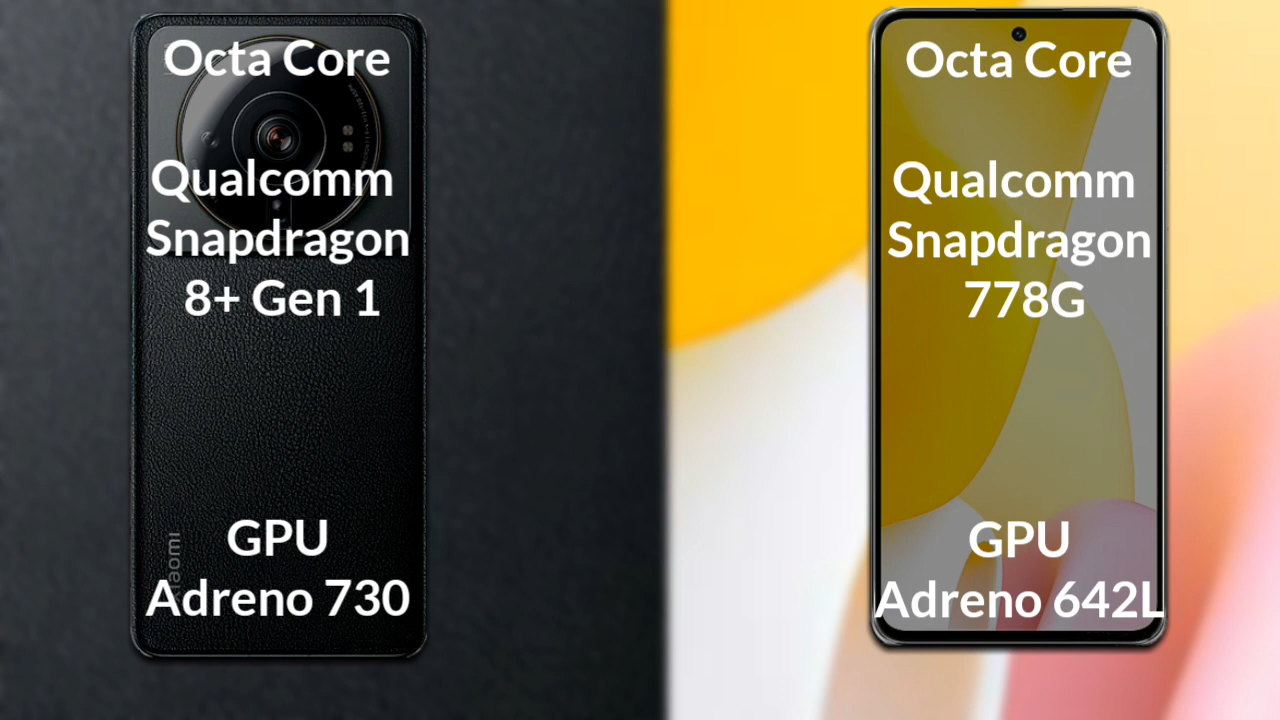 Octa Core
Qualcomm
Snapdragon
8+ Gen 1
GPU
Adreno 730
Octa Core
Qualcomm
Snapdragon
778G
GPU
Adreno 642L